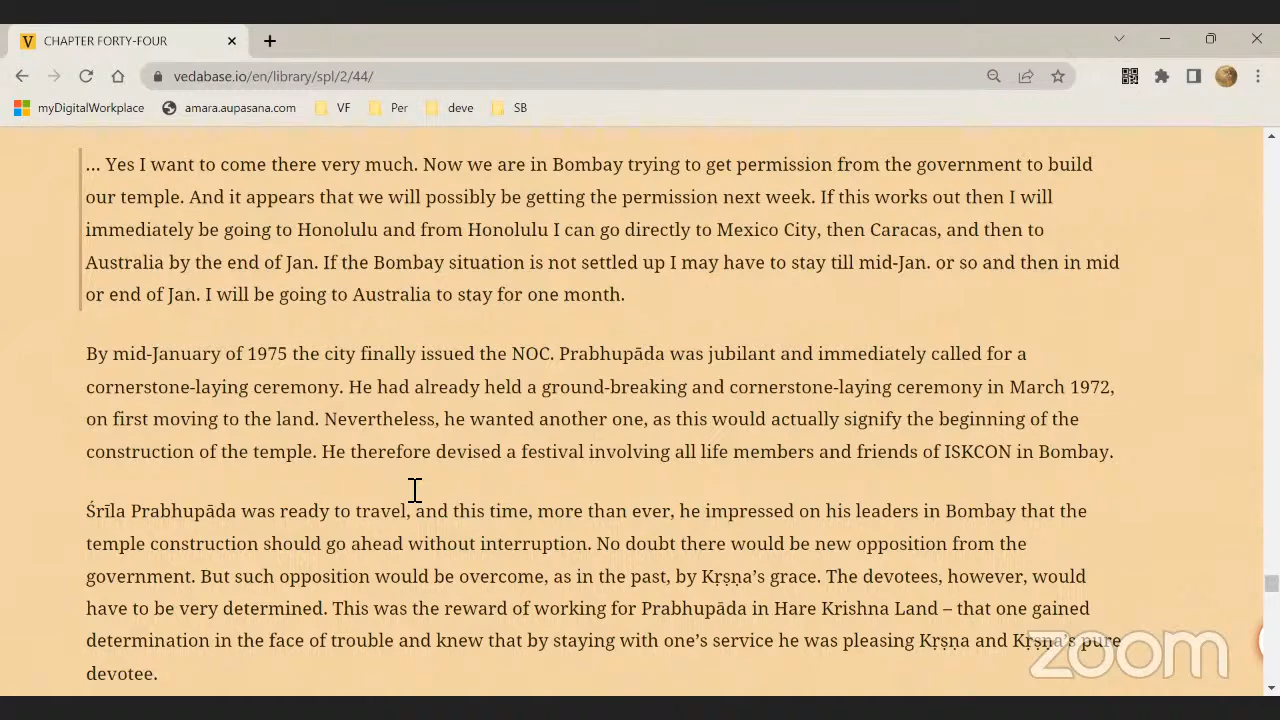 CHAPTER FORTY-FOUR
vedabase.io/en/library/spl/2/44/
myDigitalWorkplace amara.aupasana.com VF Per deve SB
... Yes I want to come there very much. Now we are in Bombay trying to get permission from the government to build
our temple. And it appears that we will possibly be getting the permission next week. If this works out then I will
immediately be going to Honolulu and from Honolulu I can go directly to Mexico City, then Caracas, and then to
Australia by the end of Jan. If the Bombay situation is not settled up I may have to stay till mid-Jan. or so and then in mid
or end of Jan. I will be going to Australia to stay for one month.
By mid-January of 1975 the city finally issued the NOC. Prabhupāda was jubilant and immediately called for a
cornerstone-laying ceremony. He had already held a ground-breaking and cornerstone-laying ceremony in March 1972,
on first moving to the land. Nevertheless, he wanted another one, as this would actually signify the beginning of the
construction of the temple. He therefore devised a festival involving all life members and friends of ISKCON in Bombay.
Śrīla Prabhupāda was ready to travel, and this time, more than ever, he impressed on his leaders in Bombay that the
temple construction should go ahead without interruption. No doubt there would be new opposition from the
government. But such opposition would be overcome, as in the past, by Kṛṣṇa’s grace. The devotees, however, would
have to be very determined. This was the reward of working for Prabhupāda in Hare Krishna Land – that one gained
determination in the face of trouble and knew that by staying with one’s service he was pleasing Kṛṣṇa and Kṛṣṇa’s pure
devotee.
zoom